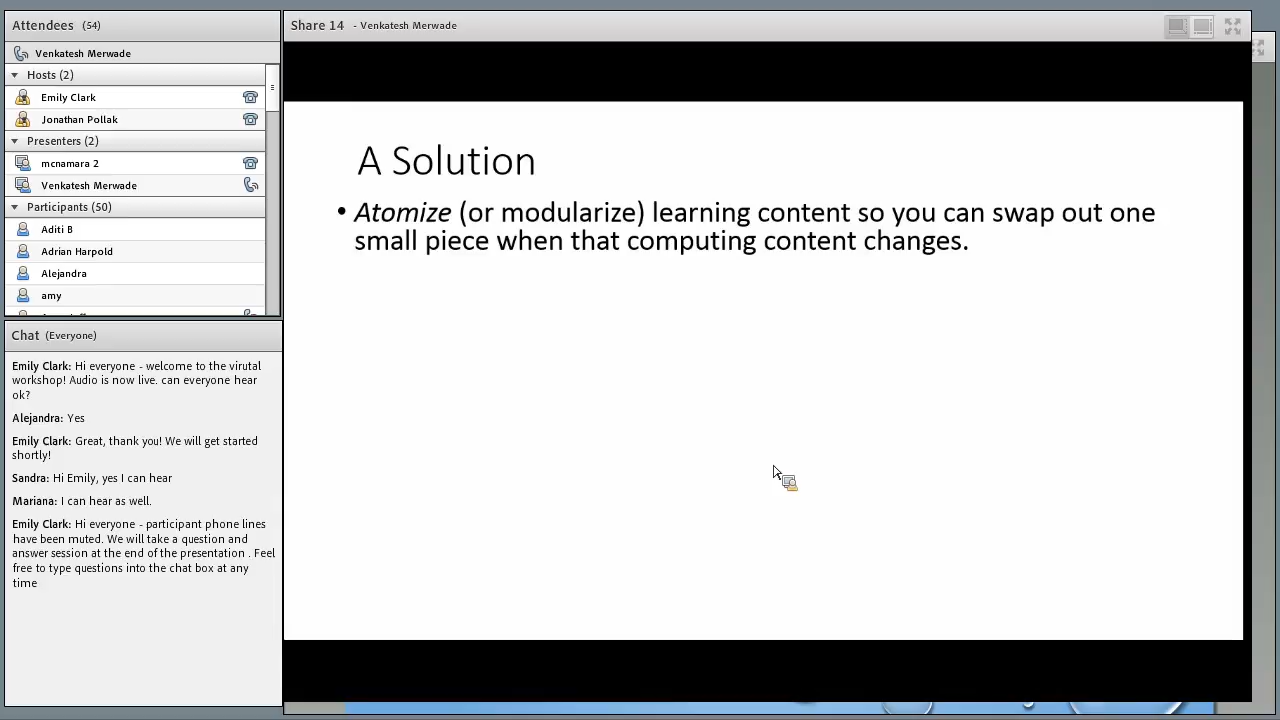 Attendees (54)
Venkatesh Merwade
Hosts (2)
Emily Clark
Jonathan Pollak
Presenters (2)
mcnamara 2
Venkatesh Merwade
Participants (50)
Aditi B
Adrian Harpold
Alejandra
amy
Chat (Everyone)
Emily Clark: Hi everyone - welcome to the virutal
workshop! Audio is now live. can everyone hear
ok?
Alejandra: Yes
Emily Clark: Great, thank you! We will get started
shortly!
Sandra: Hi Emily, yes I can hear
Mariana: I can hear as well.
Emily Clark: Hi everyone - participant phone lines
have been muted. We will take a question and
answer session at the end of the presentation . Feel
free to type questions into the chat box at any
time
Share 14 - Venkatesh Merwade
A Solution
• Atomize (or modularize) learning content so you can swap out one
small piece when that computing content changes.